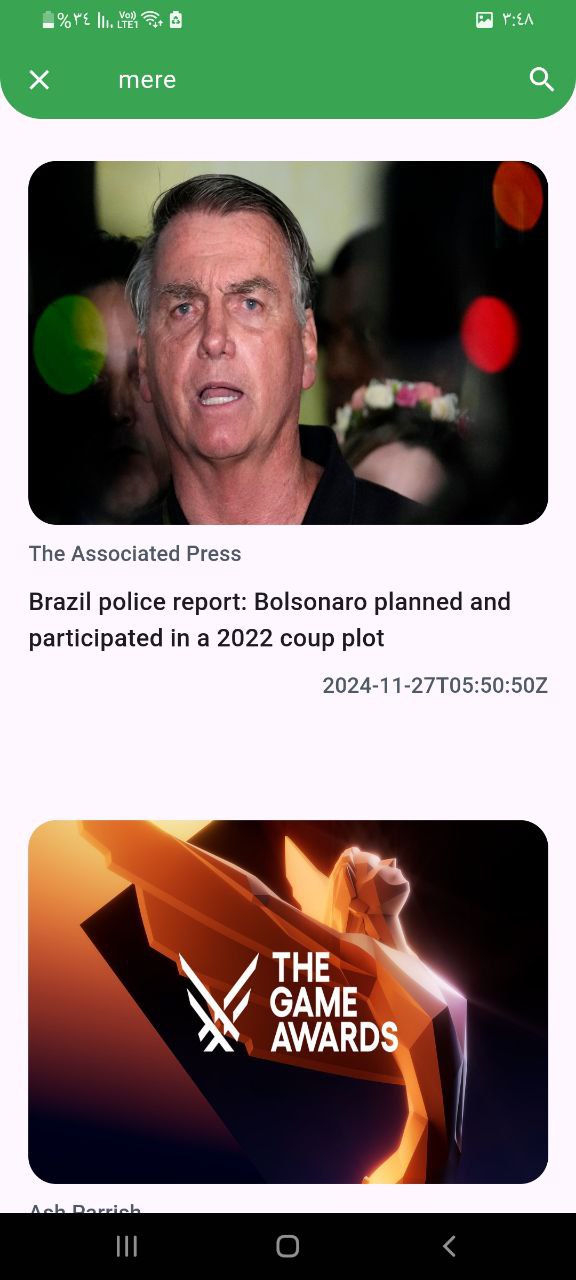 %٣٤ Vo)) LTE1 ٣:٤٨
mere
The Associated Press
Brazil police report: Bolsonaro planned and
participated in a 2022 coup plot
2024-11-27T05:50:50Z
THE
GAME
AWARDS
Ash Parrish